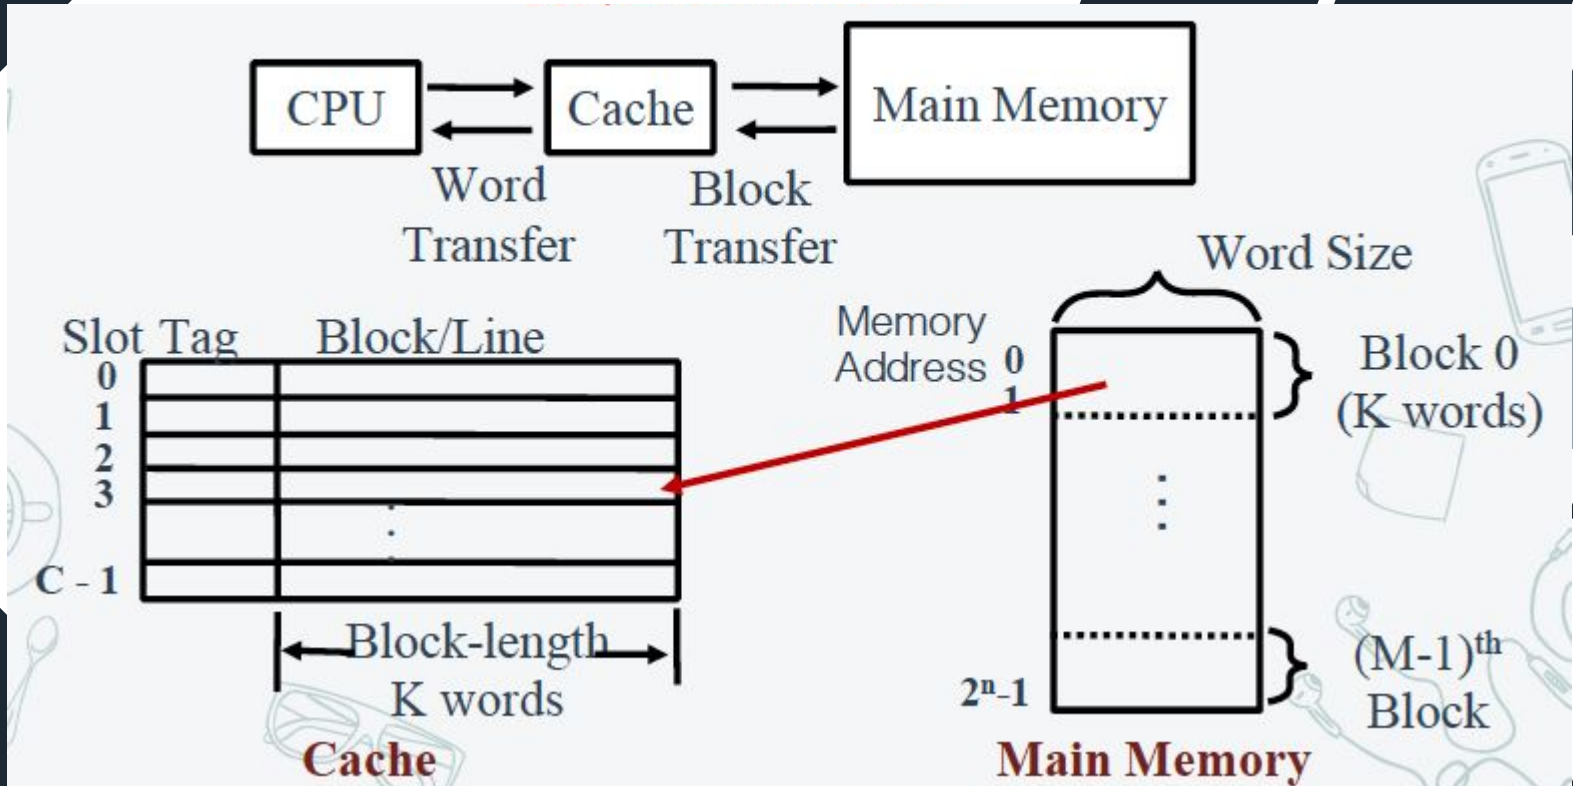 CPU
Cache
Main Memory
Word
Transfer
Block
Transfer
Word Size
Slot Tag Block/Line
0
1
2
3
.
.
.
C - 1
Block-length
K words
Cache
Memory
Address
0
1
2ⁿ-1
Block 0
(K words)
(M-1)ᵗʰ
Block
Main Memory